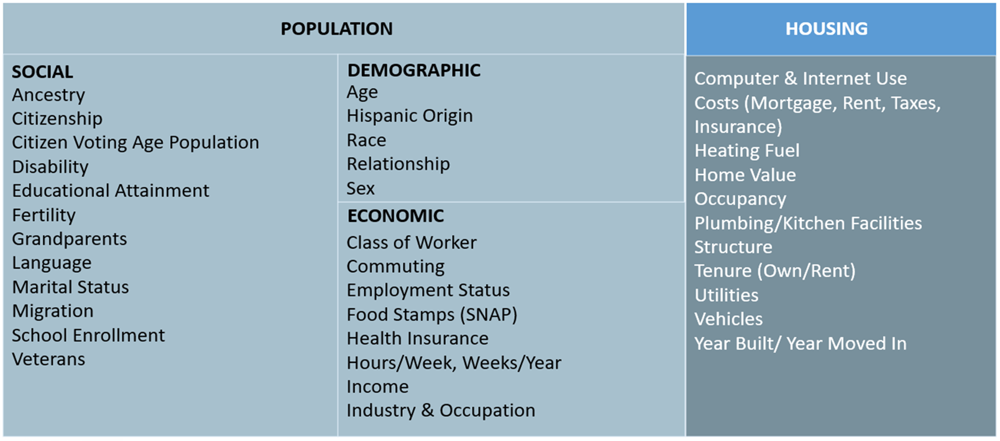 POPULATION
HOUSING
SOCIAL
Ancestry
Citizenship
Citizen Voting Age Population
Disability
Educational Attainment
Fertility
Grandparents
Language
Marital Status
Migration
School Enrollment
Veterans
DEMOGRAPHIC
Age
Hispanic Origin
Race
Relationship
Sex
ECONOMIC
Class of Worker
Commuting
Employment Status
Food Stamps (SNAP)
Health Insurance
Hours/Week, Weeks/Year
Income
Industry & Occupation
Computer & Internet Use
Costs (Mortgage, Rent, Taxes,
Insurance)
Heating Fuel
Home Value
Occupancy
Plumbing/Kitchen Facilities
Structure
Tenure (Own/Rent)
Utilities
Vehicles
Year Built/ Year Moved In